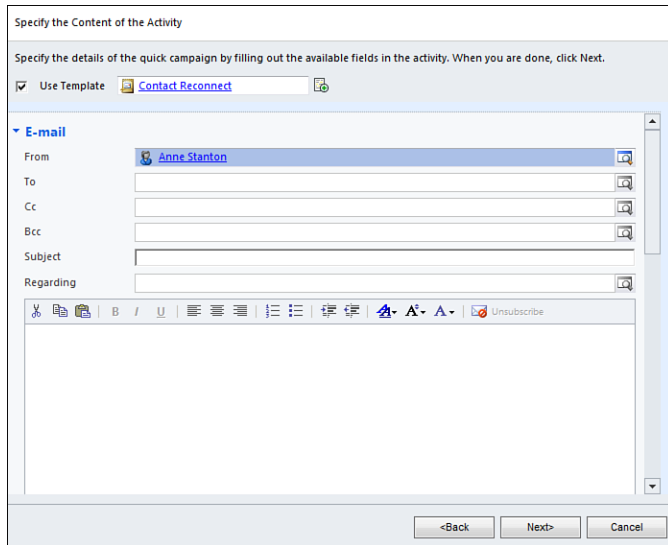 Specify the Content of the Activity
Specify the details of the quick campaign by filling out the available fields in the activity. When you are done, click Next.
Use Template Contact Reconnect
E-mail
From Anne Stanton
To
Cc
Bcc
Subject
Regarding
B I U A A A Unsubscribe
<Back Next> Cancel